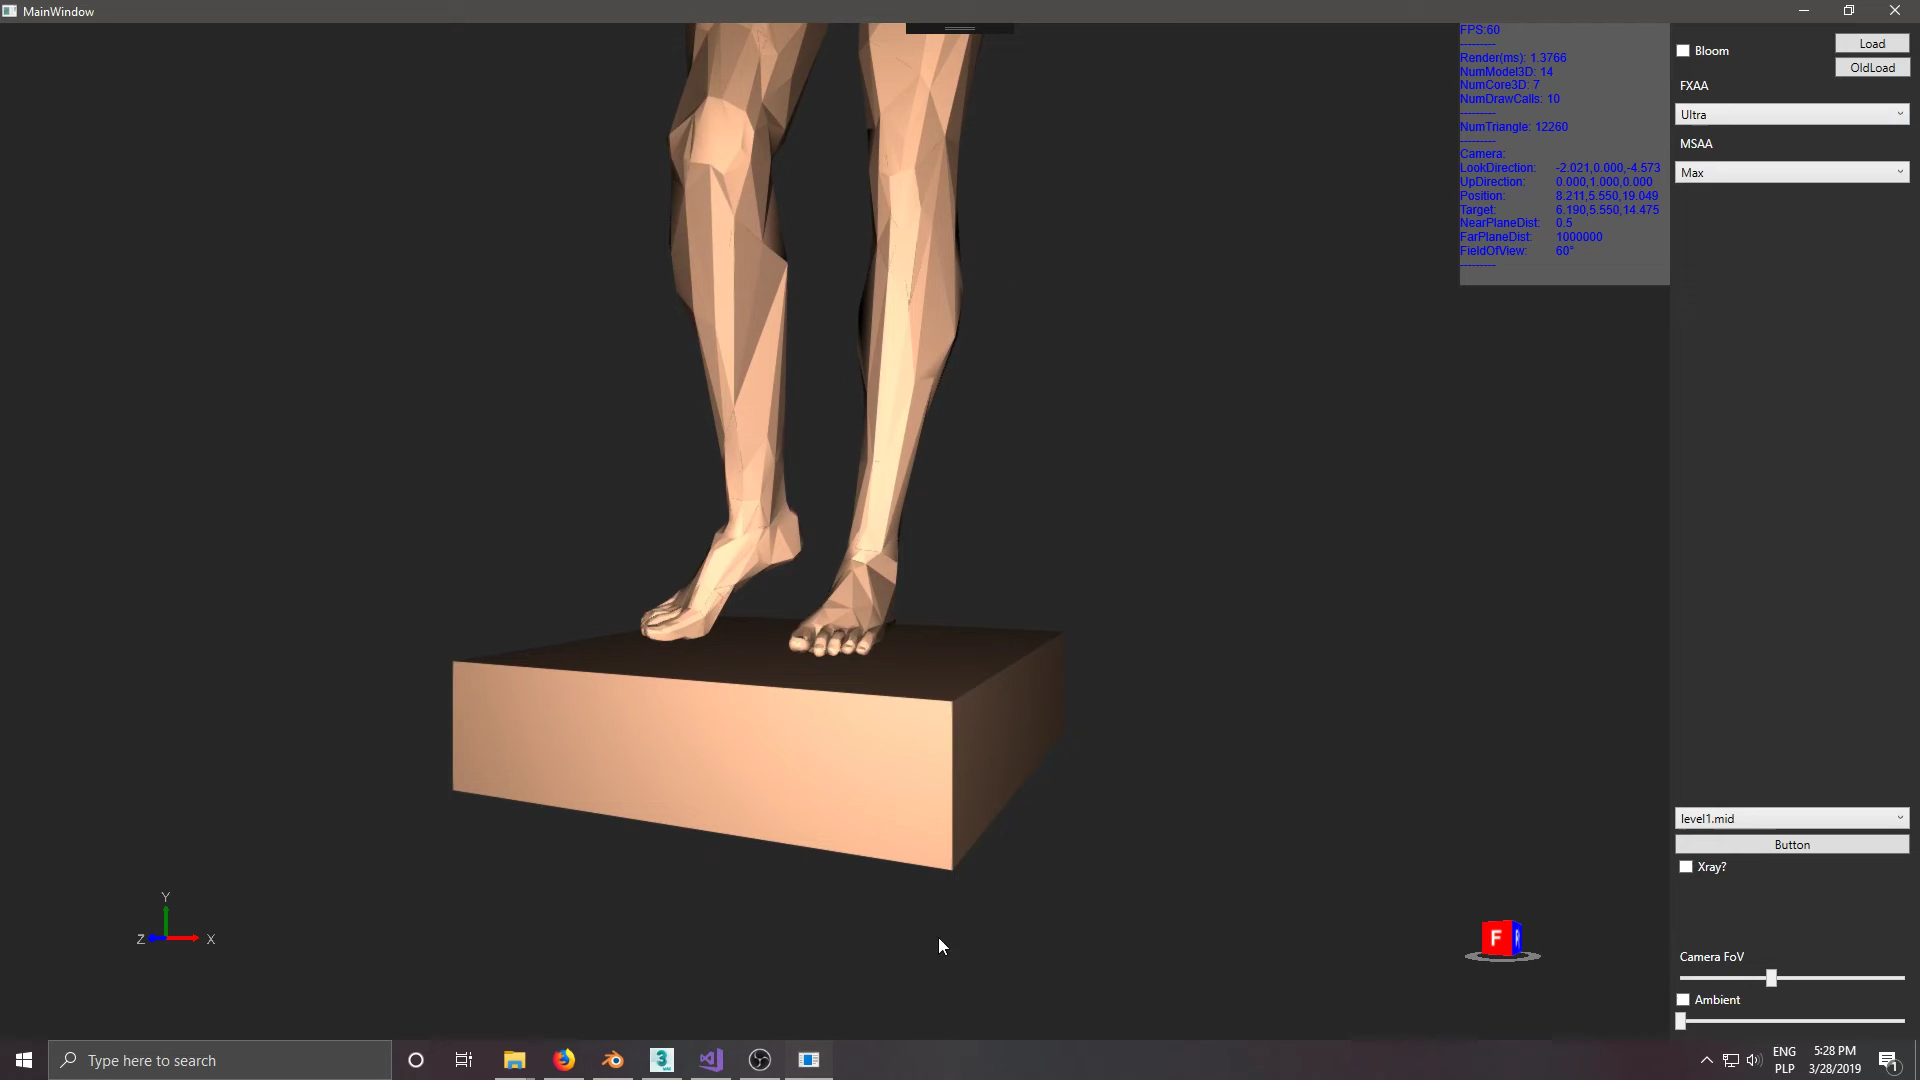 MainWindow
FPS:60
---------
Render(ms): 1.3766
NumModel3D: 14
NumCore3D: 7
NumDrawCalls: 10
---------
NumTriangle: 12260
---------
Camera:
LookDirection: -2.021,0.000,-4.573
UpDirection: 0.000,1.000,0.000
Position: 8.211,5.550,19.049
Target: 6.190,5.550,14.475
NearPlaneDist: 0.5
FarPlaneDist: 1000000
FieldOfView: 60°
---------
Bloom
Load
OldLoad
FXAA
Ultra
MSAA
Max
level1.mid
Button
Xray?
Camera FoV
Ambient
Y
Z X
F R
Type here to search
3
MAX
ENG
PLP
5:28 PM
3/28/2019
1